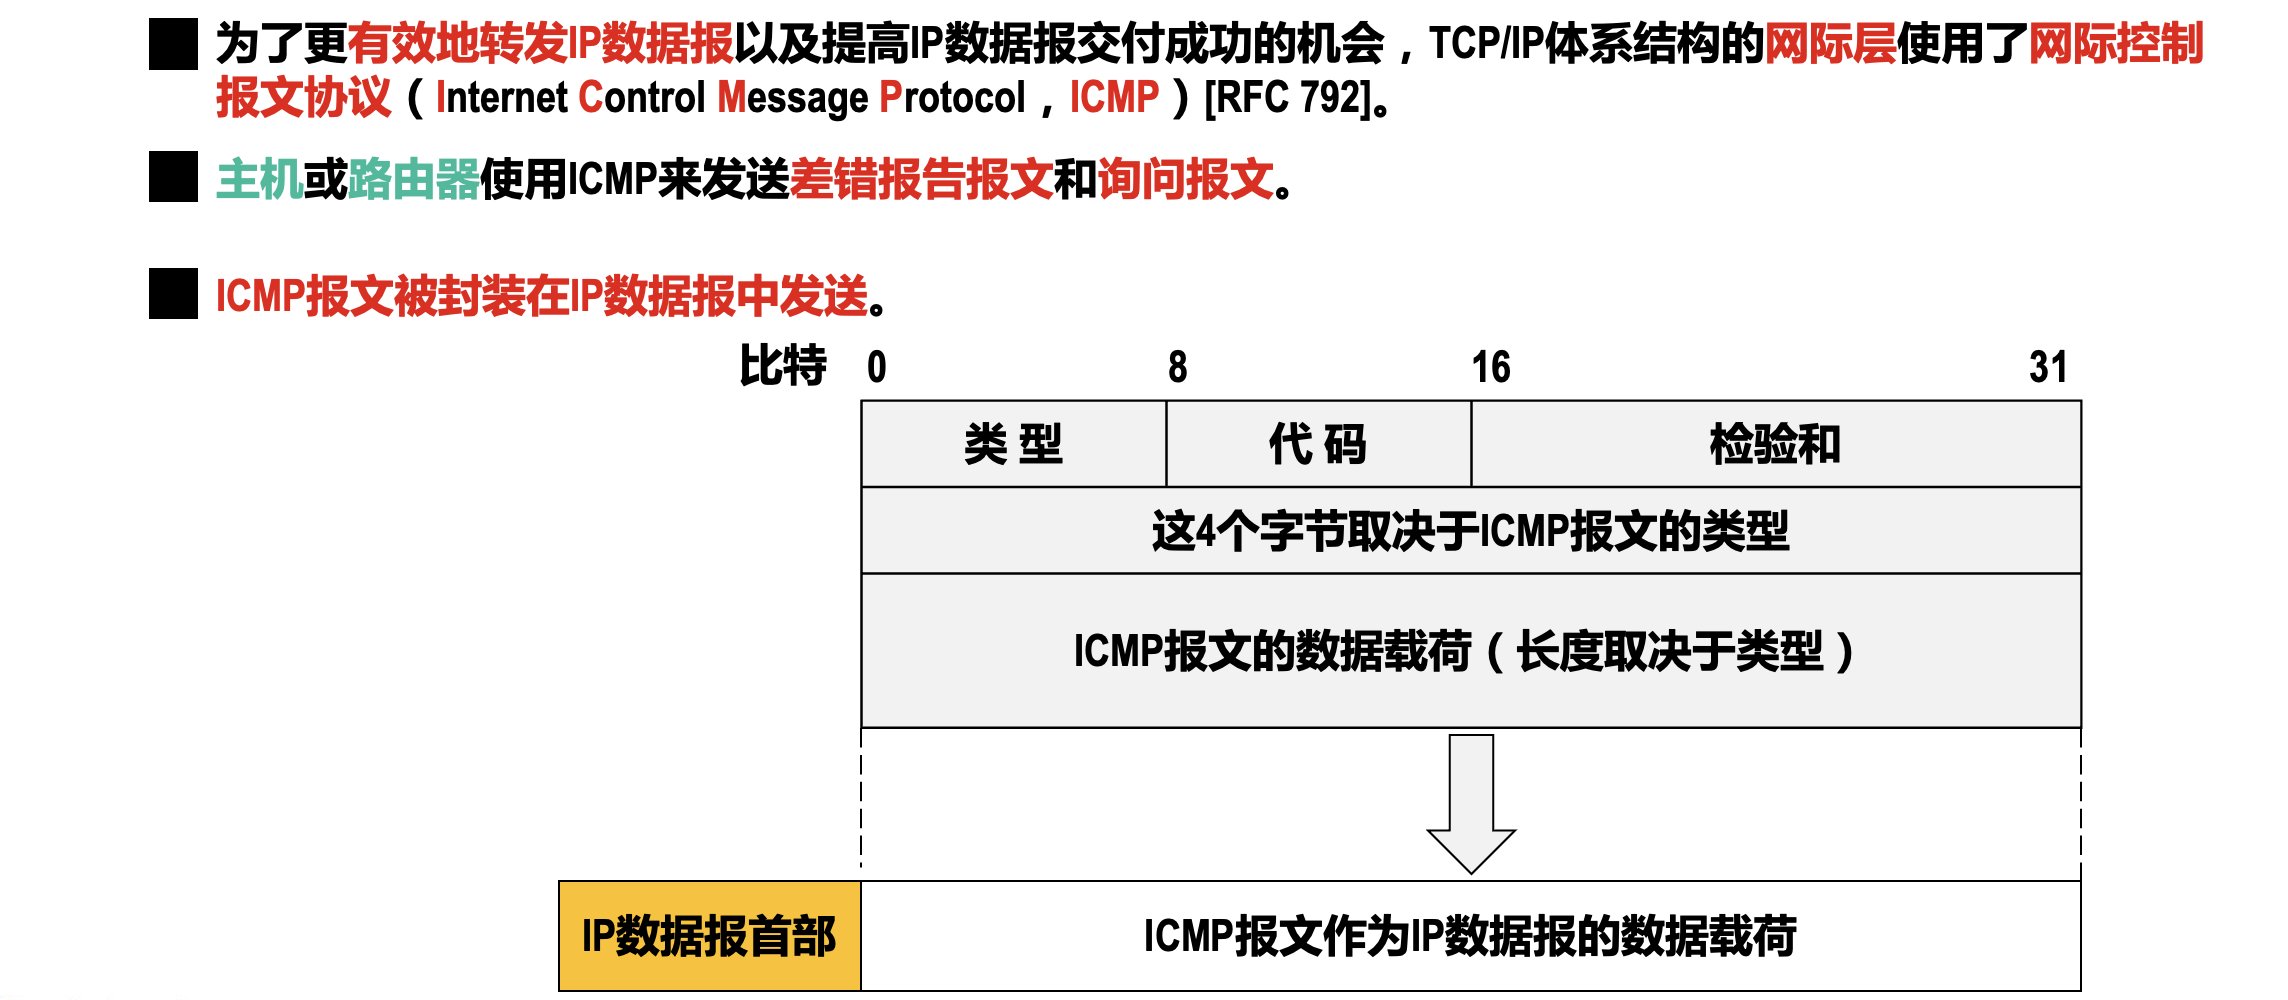 为了更有效地转发IP数据报以及提高IP数据报交付成功的机会，TCP/IP体系结构的网际层使用了网际控制
报文协议（Internet Control Message Protocol，ICMP）[RFC 792]。
主机或路由器使用ICMP来发送差错报告报文和询问报文。
ICMP报文被封装在IP数据报中发送。
比特 0 8 16 31
类 型 代 码 检验和
这4个字节取决于ICMP报文的类型
ICMP报文的数据载荷（长度取决于类型）
IP数据报首部 ICMP报文作为IP数据报的数据载荷